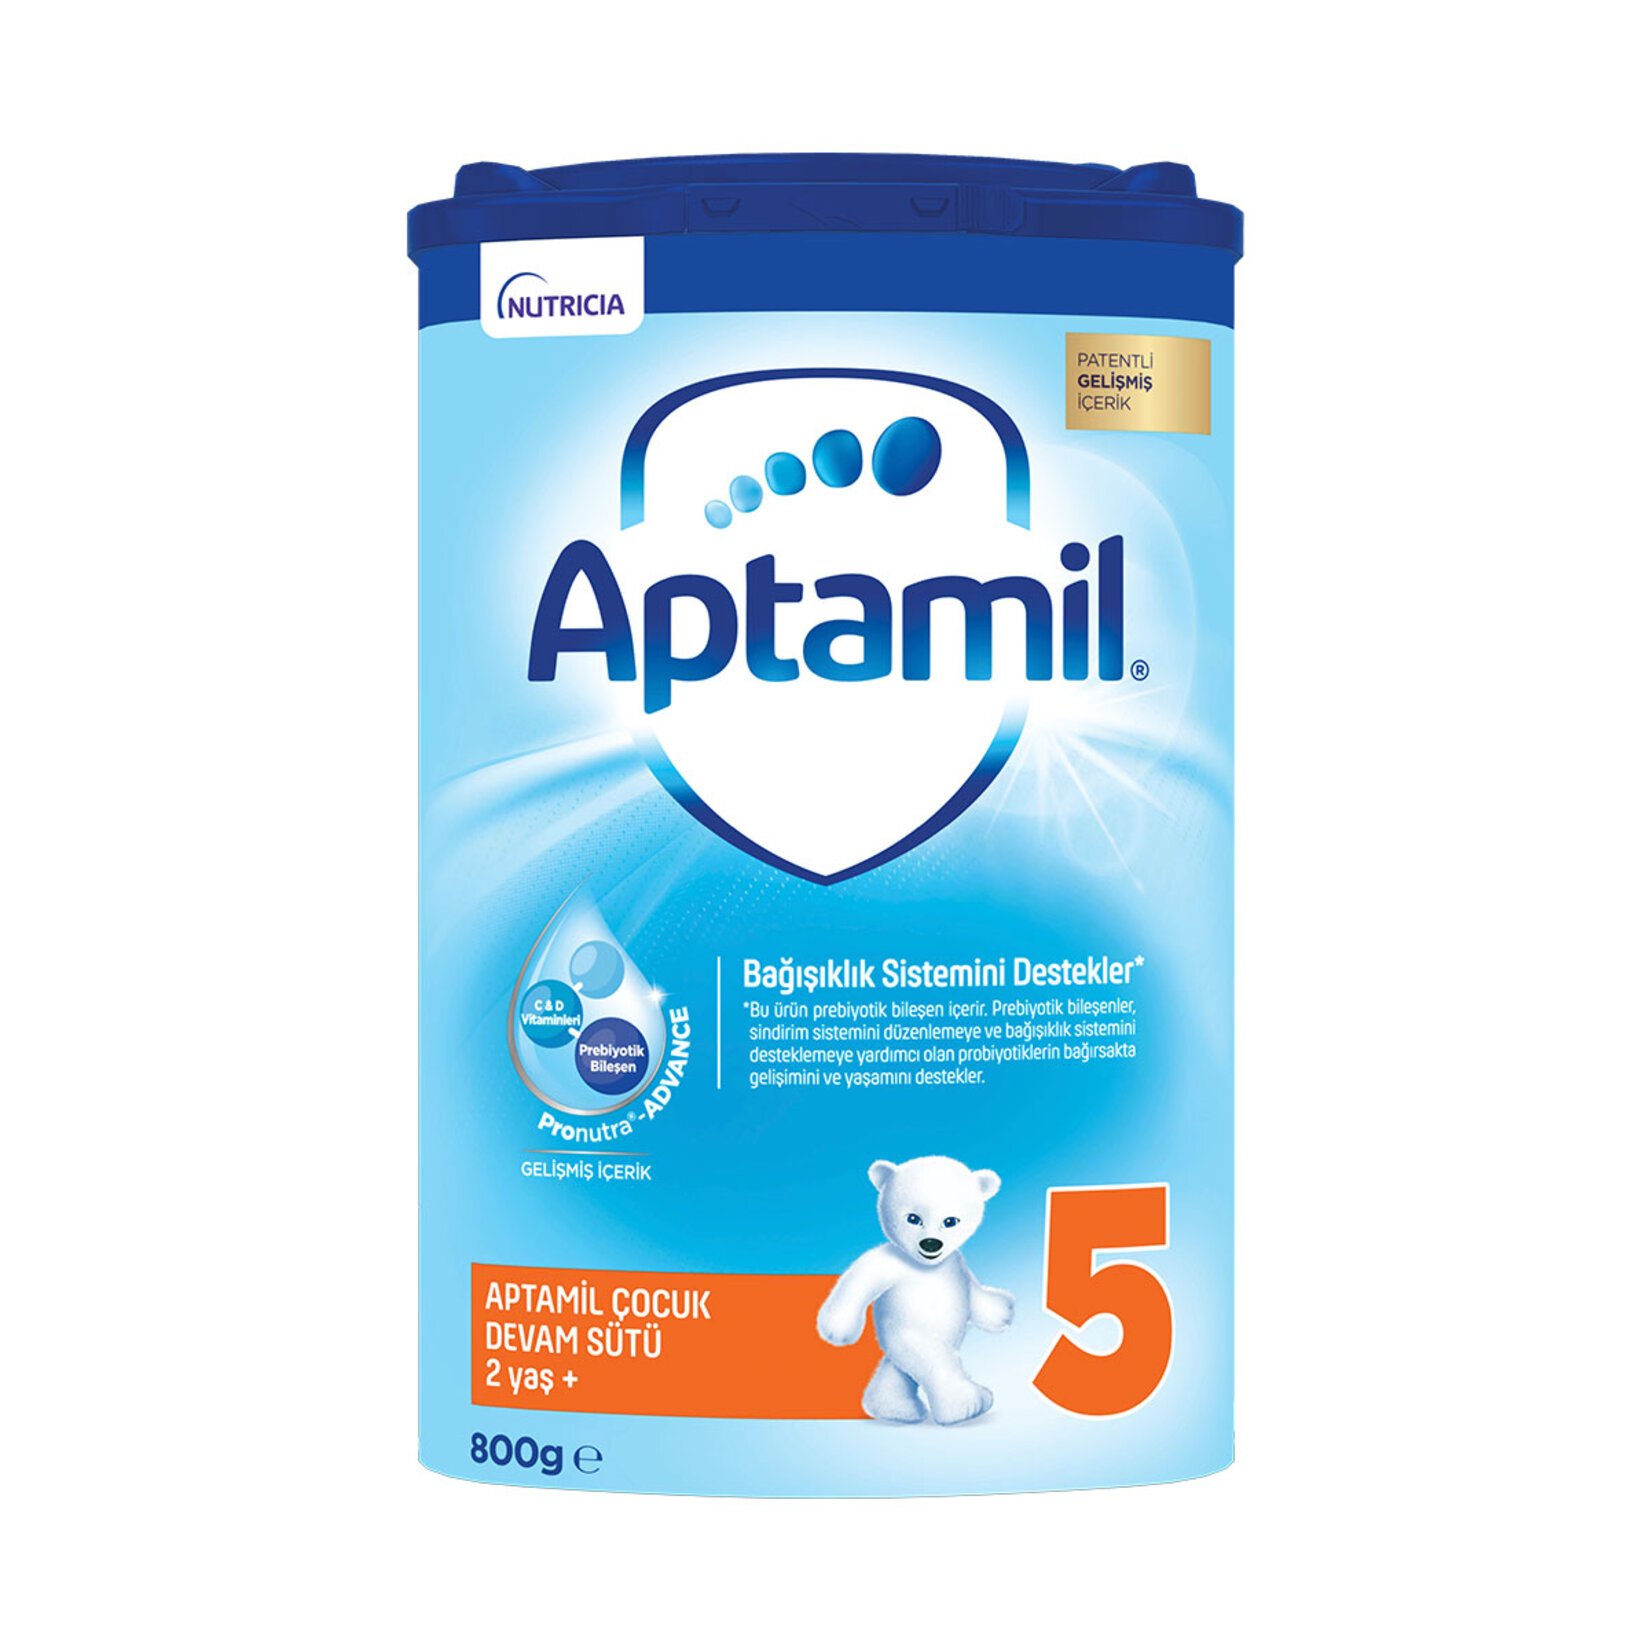 NUTRICIA
PATENTLİ
GELİŞMİŞ
İÇERİK
Aptamil®
Bağışıklık Sistemini Destekler*
*Bu ürün prebiyotik bileşen içerir. Prebiyotik bileşenler,
sindirim sistemini düzenlemeye ve bağışıklık sistemini
desteklemeye yardımcı olan probiyotiklerin bağırsakta
gelişimini ve yaşamını destekler.
C & D
Vitaminleri
Prebiyotik
Bileşen
Pronutra®-ADVANCE
GELİŞMİŞ İÇERİK
5
APTAMİL ÇOCUK
DEVAM SÜTÜ
2 yaş +
800g ℮